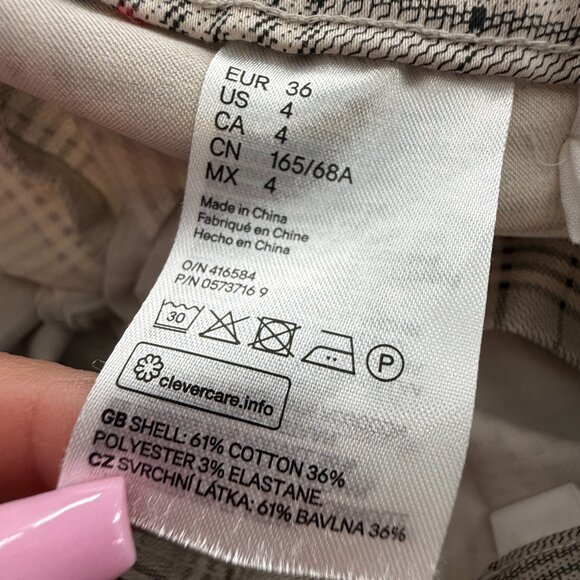 EUR 36
US 4
CA 4
CN 165/68A
MX 4
Made in China
Fabriqué en Chine
Hecho en China
O/N 416584
P/N 0573716 9
30
P
clevercare.info
GB SHELL: 61% COTTON 36%
POLYESTER 3% ELASTANE
CZ SVRCHNÍ LÁTKA: 61% BAVLNA 36%